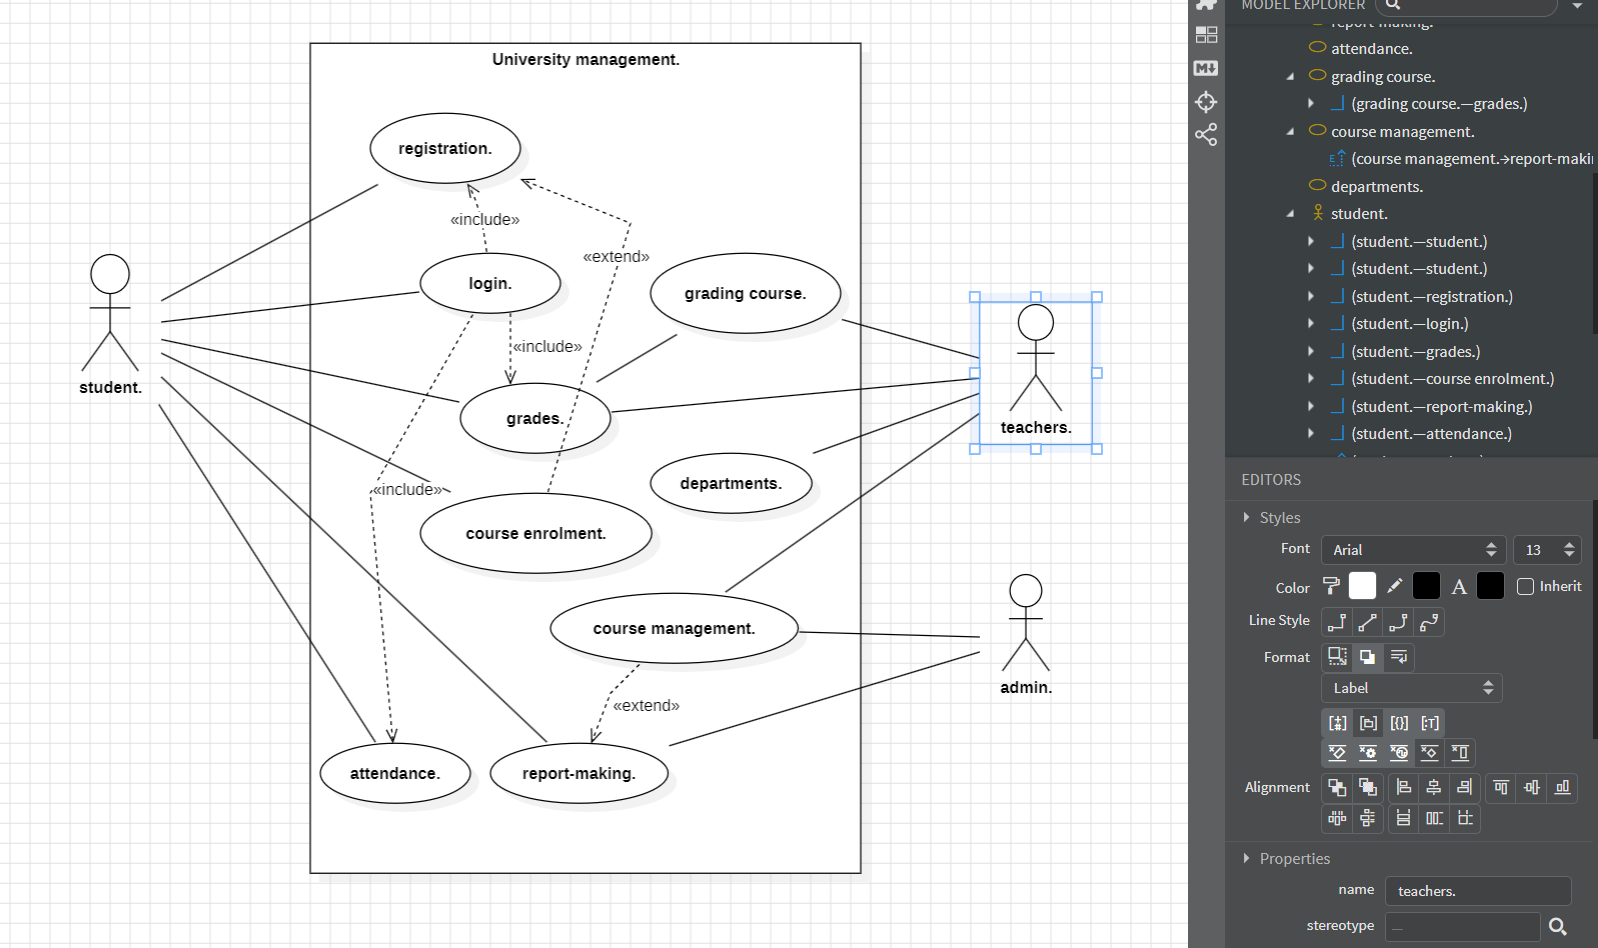 University management.
registration.
«include»
login.
«extend»
grading course.
«include»
student.
grades.
teachers.
departments.
«include»
course enrolment.
course management.
admin.
«extend»
attendance.
report-making.
MODEL EXPLORER
report-making.
attendance.
grading course.
(grading course.—grades.)
course management.
(course management.→report-maki
departments.
student.
(student.—student.)
(student.—student.)
(student.—registration.)
(student.—login.)
(student.—grades.)
(student.—course enrolment.)
(student.—report-making.)
(student.—attendance.)
EDITORS
Styles
Font Arial 13
Color A Inherit
Line Style
Format
Label
Alignment
Properties
name teachers.
stereotype —